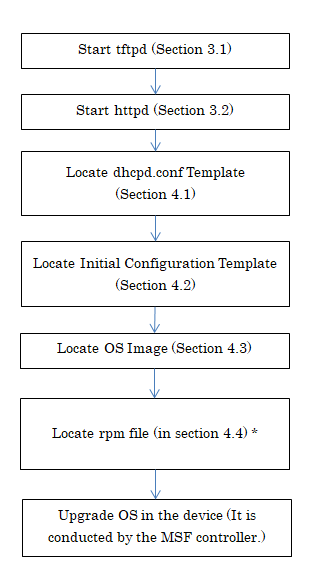 Start tftpd (Section 3.1)
Start httpd (Section 3.2)
Locate dhcpd.conf Template
(Section 4.1)
Locate Initial Configuration Template
(Section 4.2)
Locate OS Image (Section 4.3)
Locate rpm file (in section 4.4) *
Upgrade OS in the device (It is
conducted by the MSF controller.)